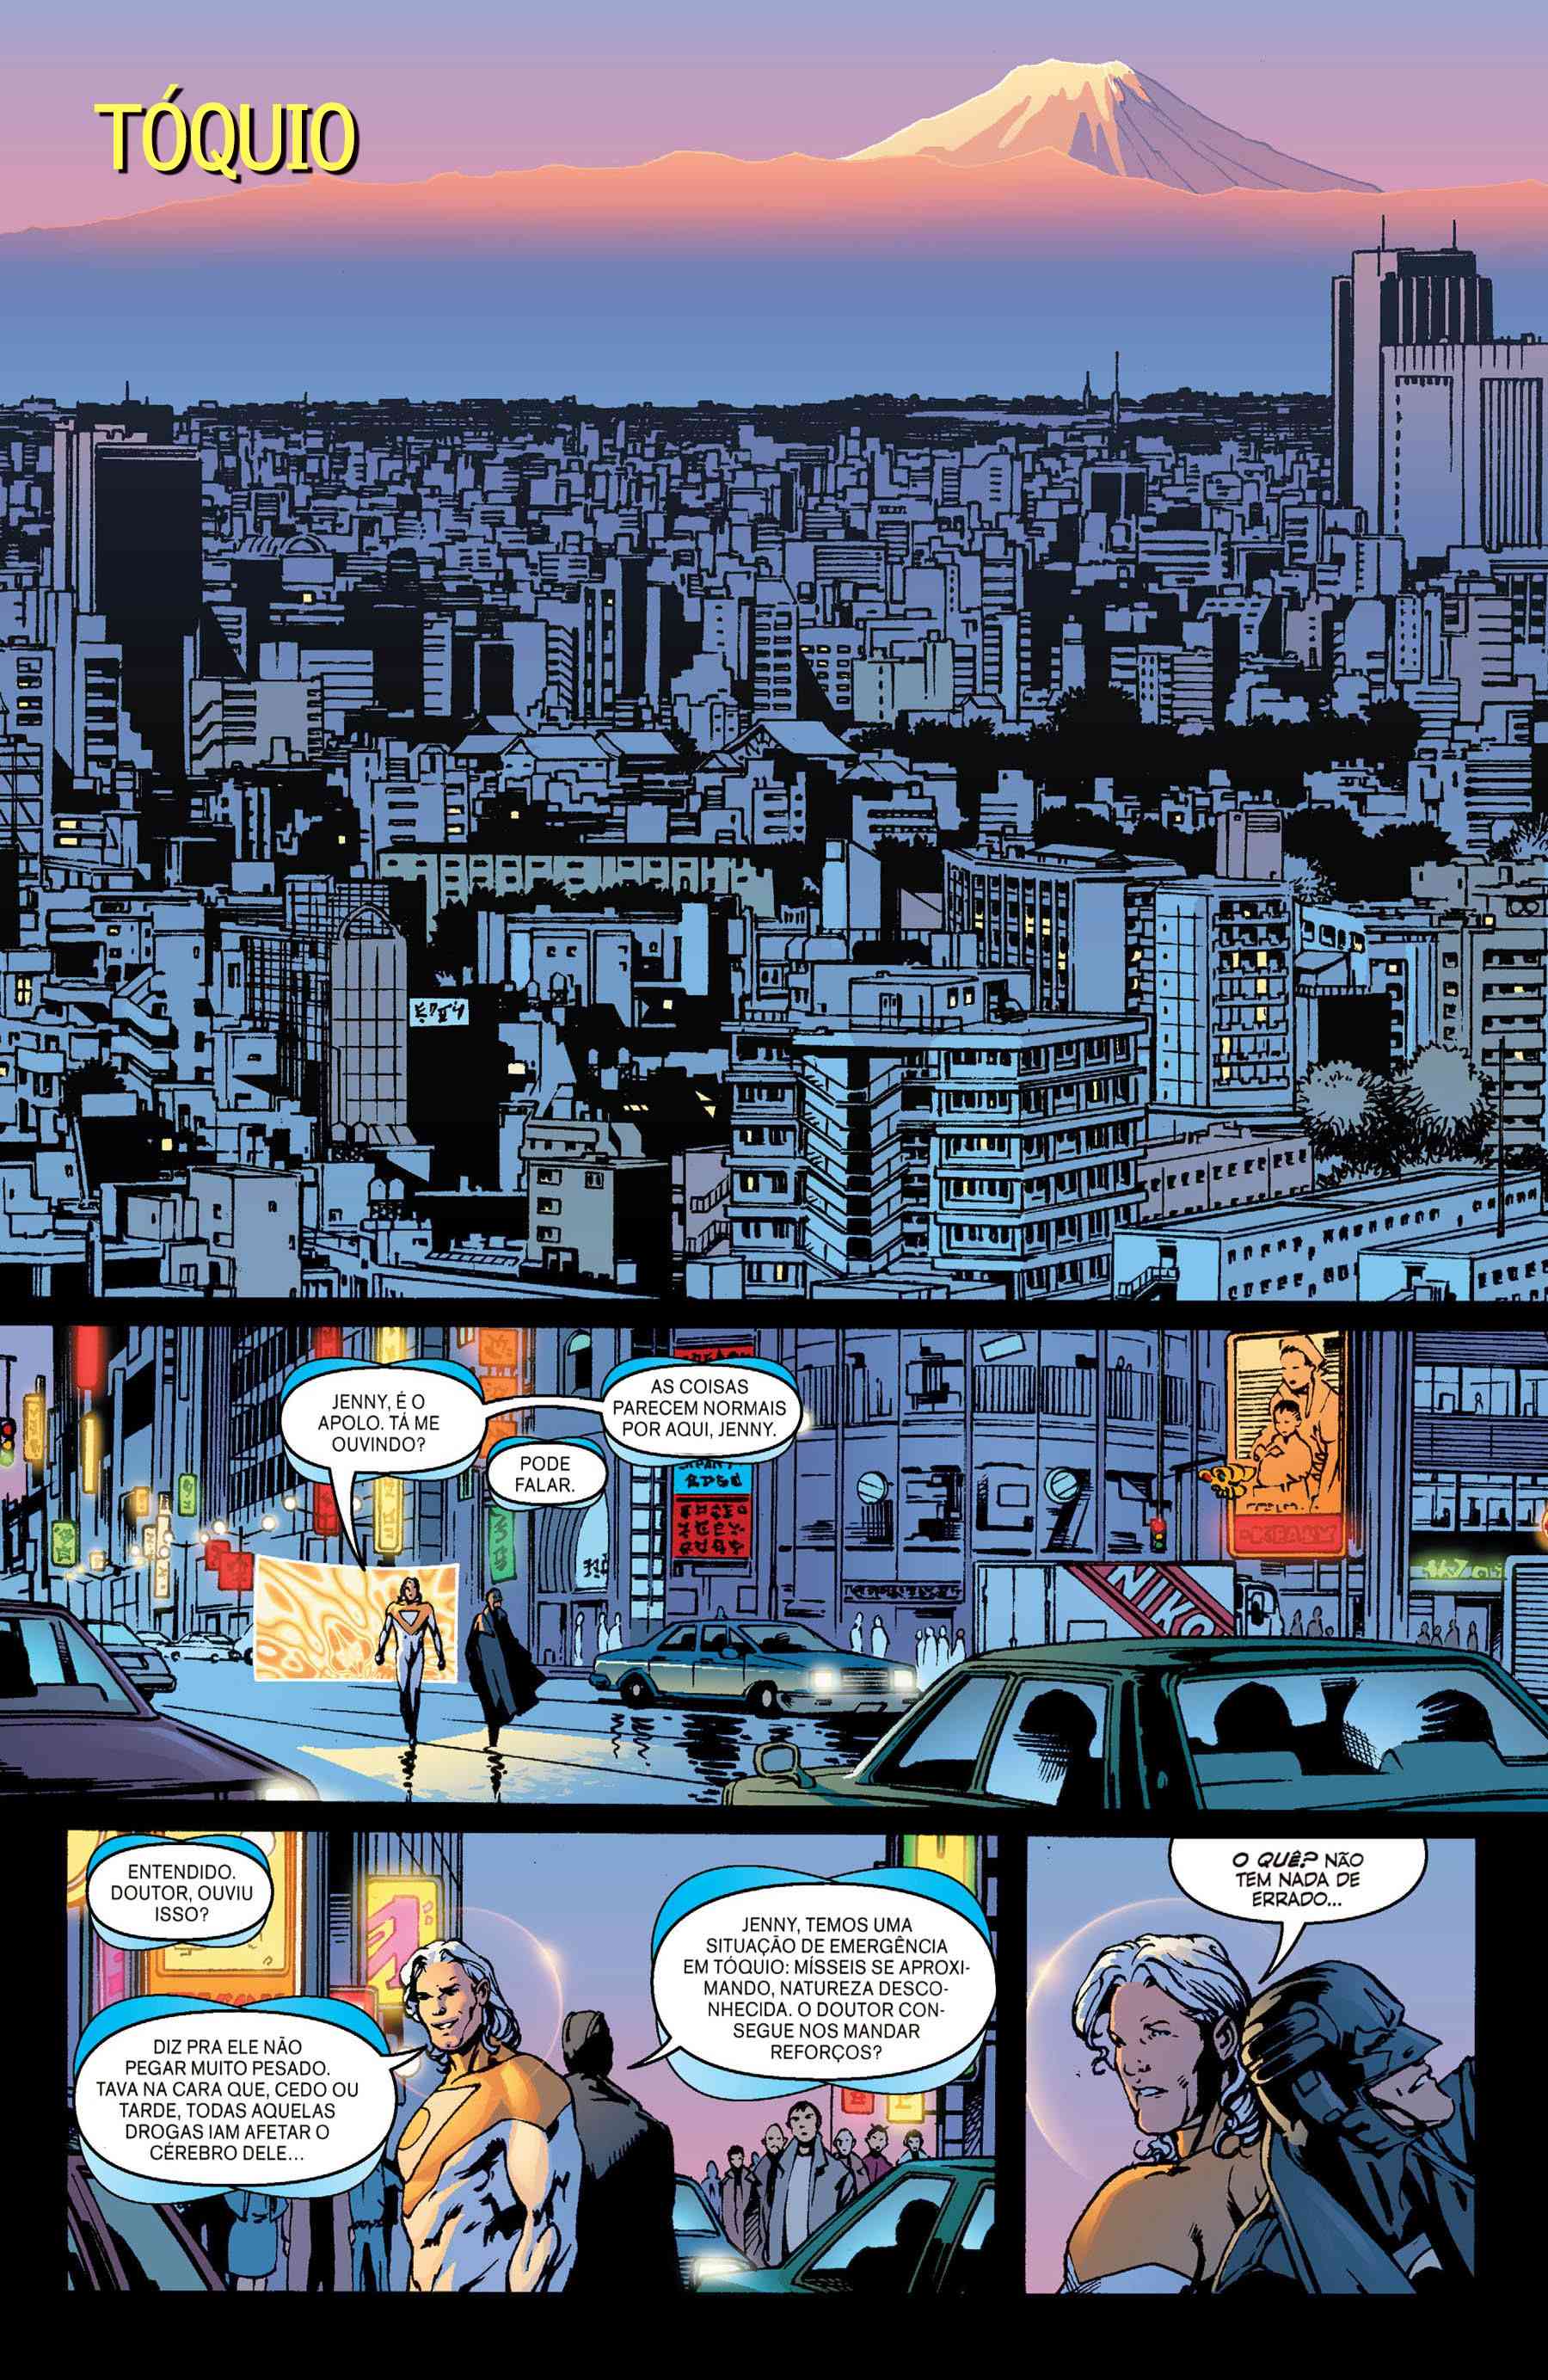 TÓQUIO
JENNY, É O
APOLO. TÁ ME
OUVINDO?
PODE
FALAR.
AS COISAS
PARECEM NORMAIS
POR AQUI, JENNY.
NIKO
ENTENDIDO.
DOUTOR, OUVIU
ISSO?
DIZ PRA ELE NÃO
PEGAR MUITO PESADO.
TAVA NA CARA QUE, CEDO OU
TARDE, TODAS AQUELAS
DROGAS IAM AFETAR O
CÉREBRO DELE...
JENNY, TEMOS UMA
SITUAÇÃO DE EMERGÊNCIA
EM TÓQUIO: MÍSSEIS SE APROXI-
MANDO, NATUREZA DESCO-
NHECIDA. O DOUTOR CON-
SEGUE NOS MANDAR
REFORÇOS?
O QUÊ? NÃO
TEM NADA DE
ERRADO...